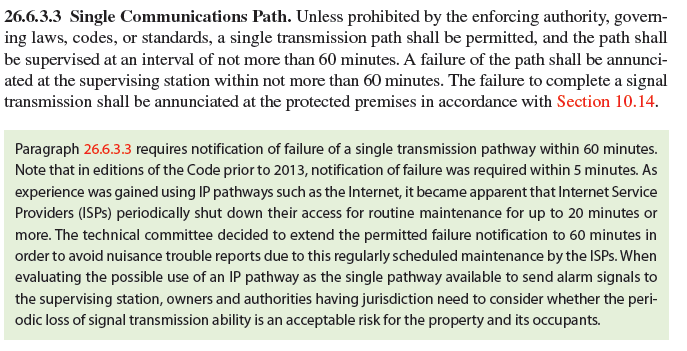 26.6.3.3 Single Communications Path. Unless prohibited by the enforcing authority, govern-
ing laws, codes, or standards, a single transmission path shall be permitted, and the path shall
be supervised at an interval of not more than 60 minutes. A failure of the path shall be annunci-
ated at the supervising station within not more than 60 minutes. The failure to complete a signal
transmission shall be annunciated at the protected premises in accordance with Section 10.14.
Paragraph 26.6.3.3 requires notification of failure of a single transmission pathway within 60 minutes.
Note that in editions of the Code prior to 2013, notification of failure was required within 5 minutes. As
experience was gained using IP pathways such as the Internet, it became apparent that Internet Service
Providers (ISPs) periodically shut down their access for routine maintenance for up to 20 minutes or
more. The technical committee decided to extend the permitted failure notification to 60 minutes in
order to avoid nuisance trouble reports due to this regularly scheduled maintenance by the ISPs. When
evaluating the possible use of an IP pathway as the single pathway available to send alarm signals to
the supervising station, owners and authorities having jurisdiction need to consider whether the peri-
odic loss of signal transmission ability is an acceptable risk for the property and its occupants.